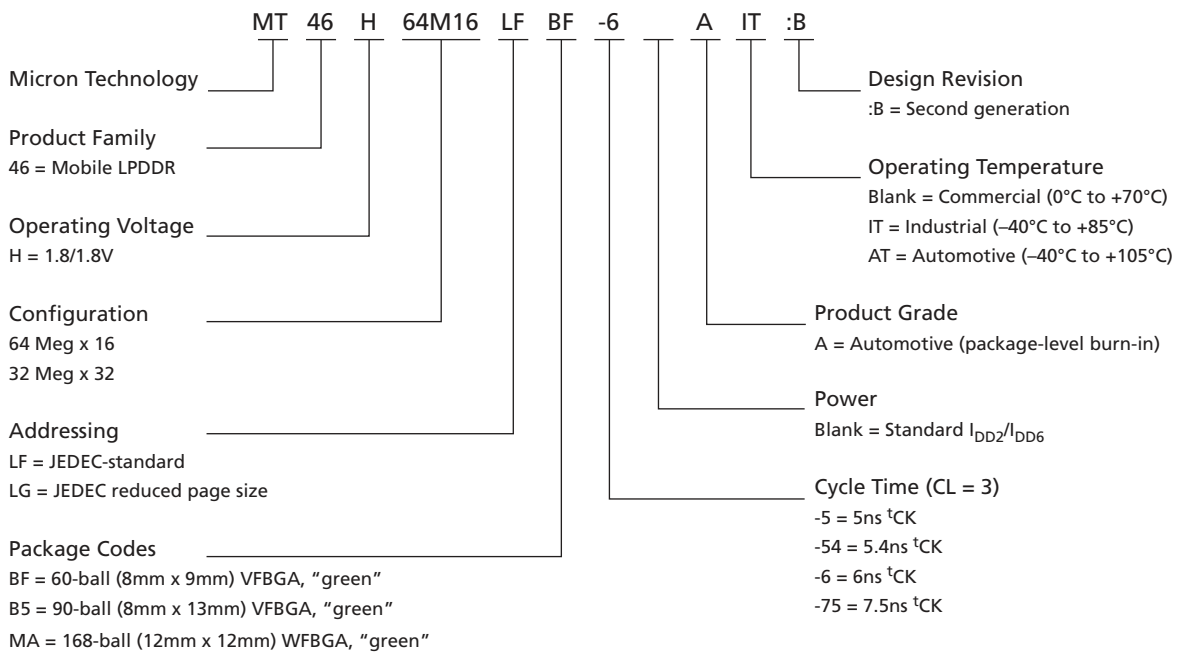 MT 46 H 64M16 LF BF -6 A IT :B
Micron Technology
Product Family
46 = Mobile LPDDR
Operating Voltage
H = 1.8/1.8V
Configuration
64 Meg x 16
32 Meg x 32
Addressing
LF = JEDEC-standard
LG = JEDEC reduced page size
Package Codes
BF = 60-ball (8mm x 9mm) VFBGA, “green”
B5 = 90-ball (8mm x 13mm) VFBGA, “green”
MA = 168-ball (12mm x 12mm) WFBGA, “green”
Design Revision
:B = Second generation
Operating Temperature
Blank = Commercial (0°C to +70°C)
IT = Industrial (–40°C to +85°C)
AT = Automotive (–40°C to +105°C)
Product Grade
A = Automotive (package-level burn-in)
Power
Blank = Standard IDD2/IDD6
Cycle Time (CL = 3)
-5 = 5ns tCK
-54 = 5.4ns tCK
-6 = 6ns tCK
-75 = 7.5ns tCK